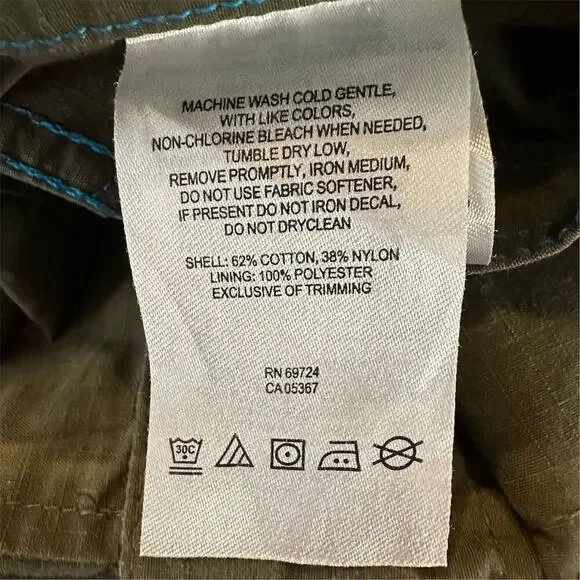 MACHINE WASH COLD GENTLE,
WITH LIKE COLORS,
NON-CHLORINE BLEACH WHEN NEEDED,
TUMBLE DRY LOW,
REMOVE PROMPTLY, IRON MEDIUM,
DO NOT USE FABRIC SOFTENER,
IF PRESENT DO NOT IRON DECAL,
DO NOT DRYCLEAN
SHELL: 62% COTTON, 38% NYLON
LINING: 100% POLYESTER
EXCLUSIVE OF TRIMMING
RN 69724
CA 05367
30C